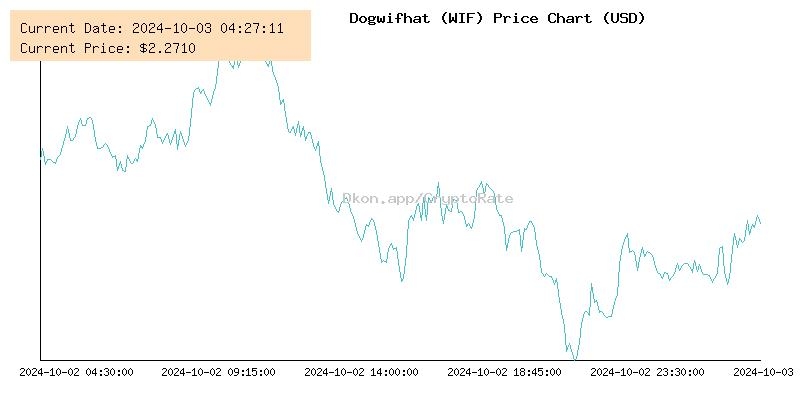 Dogwifhat (WIF) Price Chart (USD)
Current Date: 2024-10-03 04:27:11
Current Price: $2.2710
Dkon.app/CryptoRate
2024-10-02 04:30:00
2024-10-02 09:15:00
2024-10-02 14:00:00
2024-10-02 18:45:00
2024-10-02 23:30:00
2024-10-03